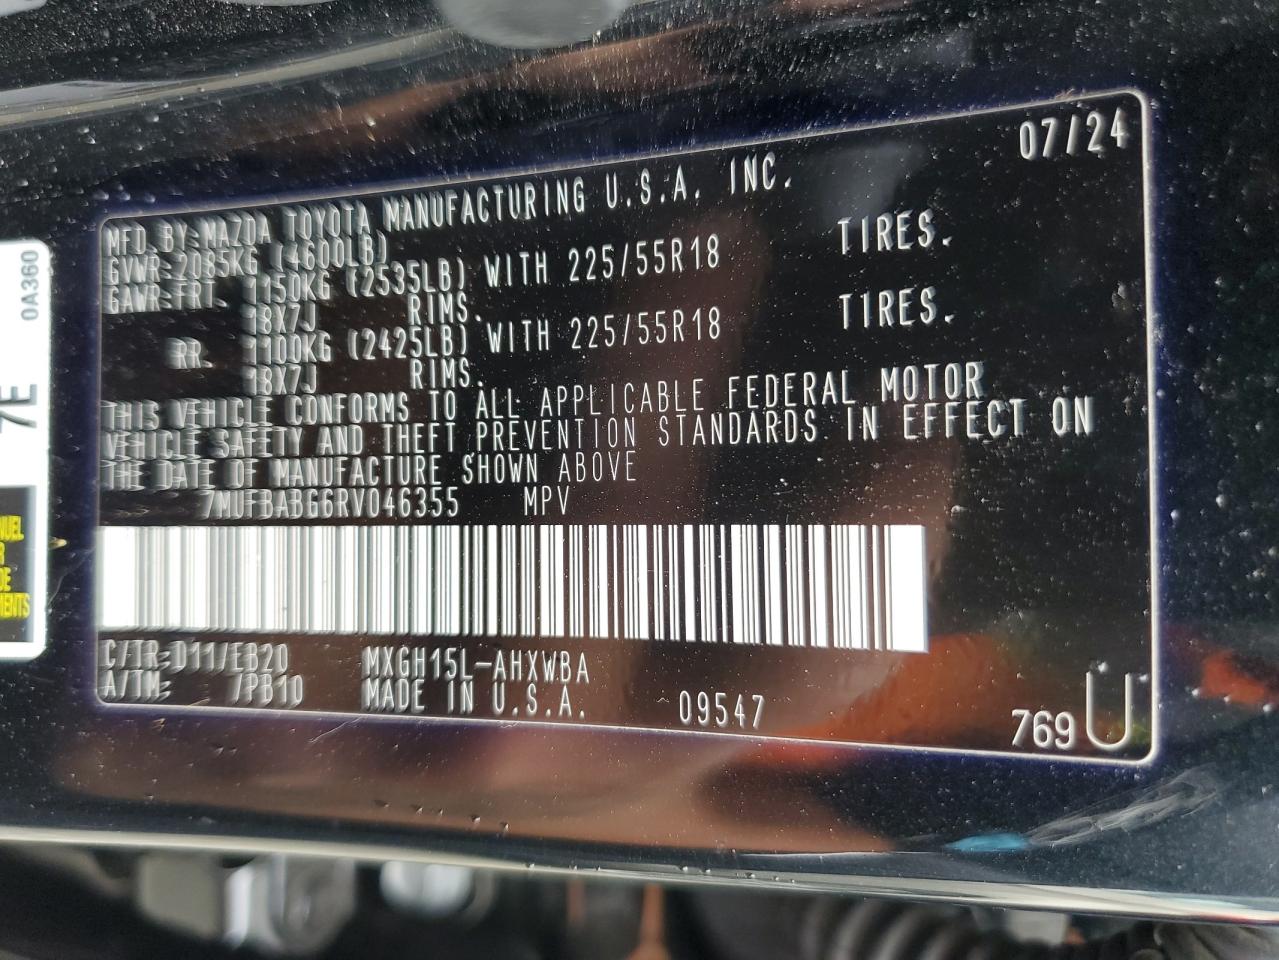 07/24
MFD. BY: MAZDA TOYOTA MANUFACTURING U.S.A. INC.
GVWR: 2085KG (4600LB)
GAWR: FRT. 1150KG (2535LB) WITH 225/55R18 TIRES.
18X7J RIMS.
RR. 1100KG (2425LB) WITH 225/55R18 TIRES.
18X7J RIMS.
THIS VEHICLE CONFORMS TO ALL APPLICABLE FEDERAL MOTOR
VEHICLE SAFETY AND THEFT PREVENTION STANDARDS IN EFFECT ON
THE DATE OF MANUFACTURE SHOWN ABOVE
7MUFBABG6RV046355 MPV
C/TR: D11/EB20 MXGH15L-AHXWBA
A/TM: /PB10 MADE IN U.S.A. 09547
769 U
0A360
7E